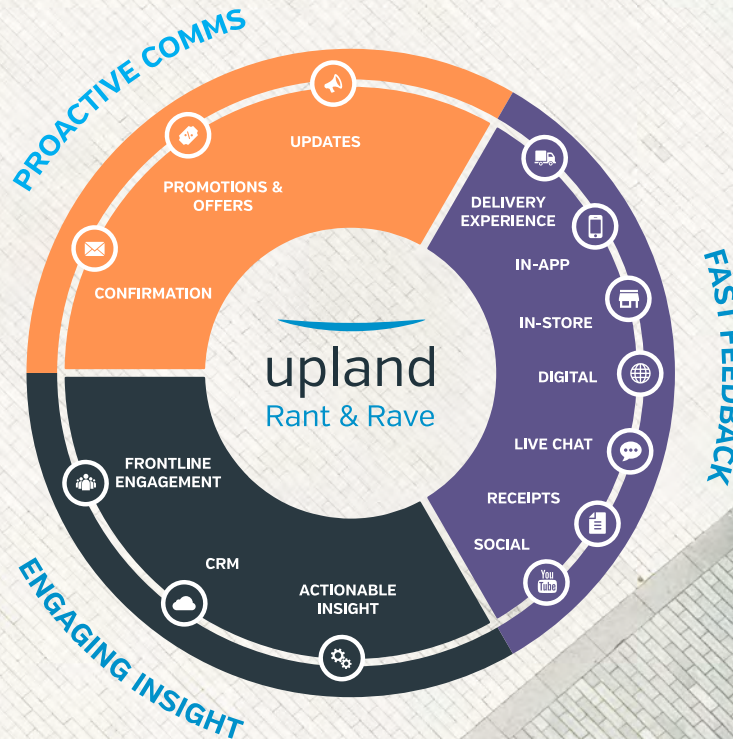 PROACTIVE COMMS
UPDATES
PROMOTIONS &
OFFERS
CONFIRMATION
DELIVERY
EXPERIENCE
IN-APP
IN-STORE
DIGITAL
LIVE CHAT
RECEIPTS
SOCIAL
You
Tube
FAST FEEDBACK
upland
Rant & Rave
FRONTLINE
ENGAGEMENT
CRM
ACTIONABLE
INSIGHT
ENGAGING INSIGHT